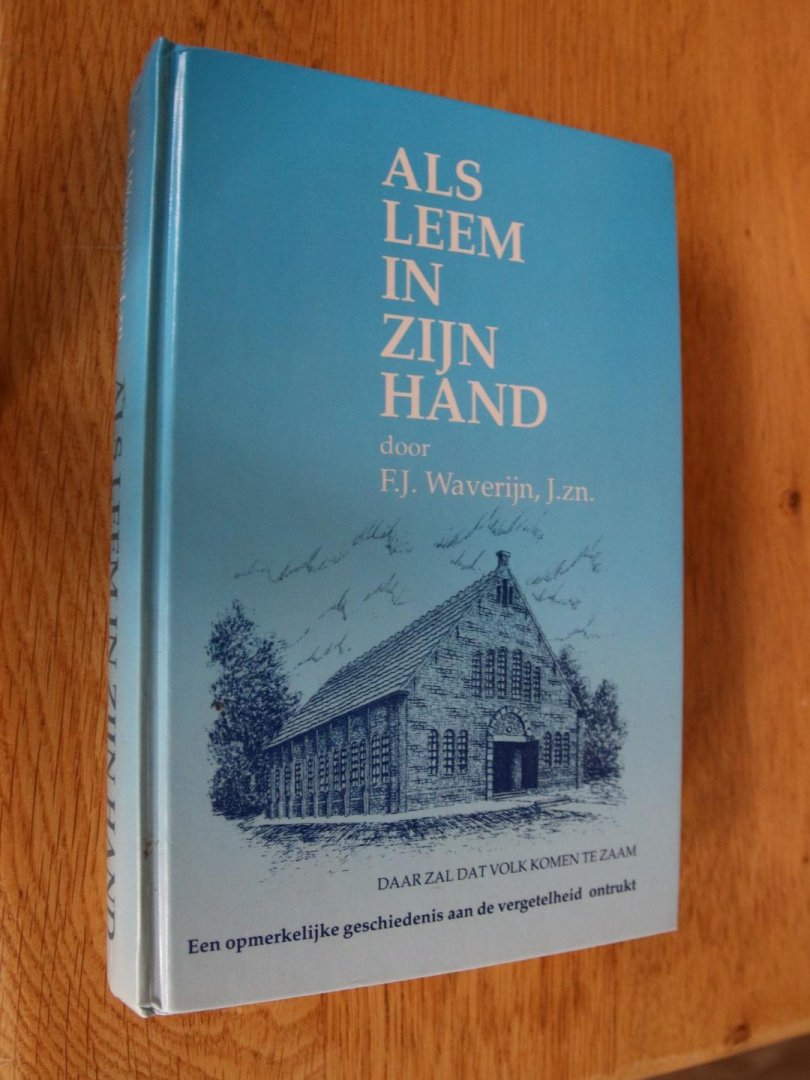 ALS
LEEM
IN
ZIJN
HAND
door
F.J. Waverijn, J.zn.
DAAR ZAL DAT VOLK KOMEN TE ZAAM
Een opmerkelijke geschiedenis aan de vergetelheid ontrukt
ALS LEEM IN ZIJN HAND